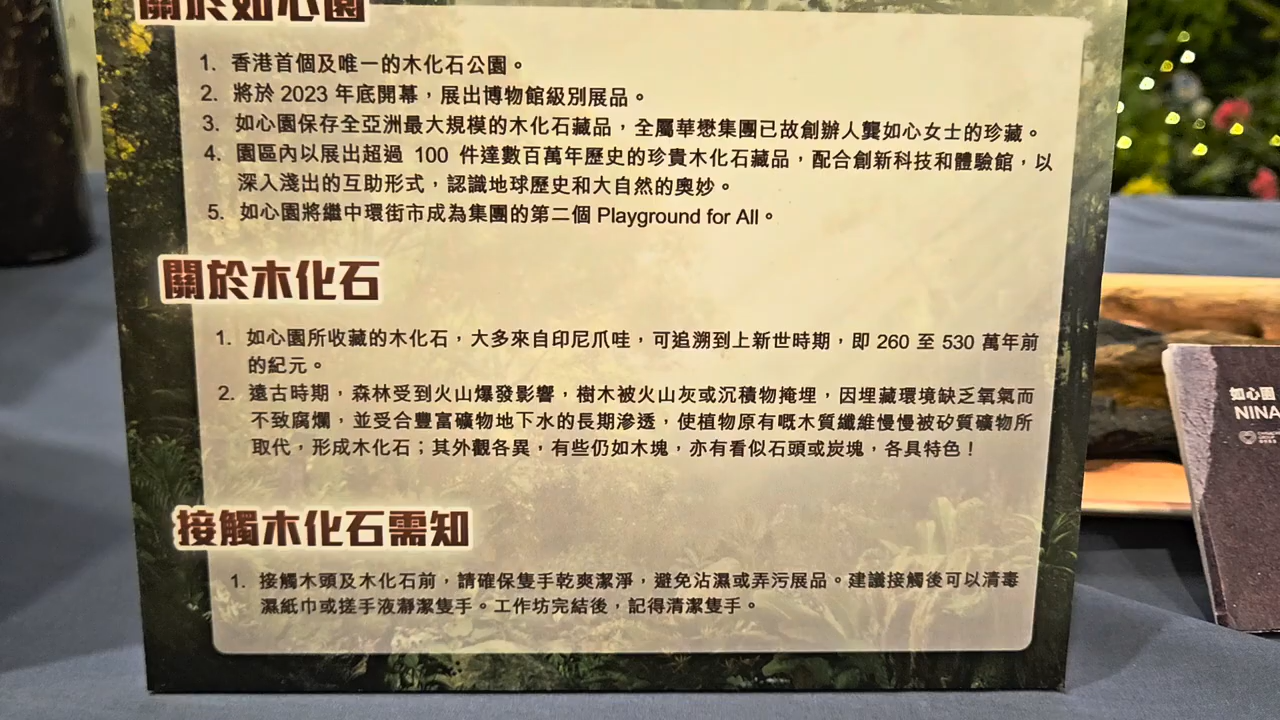 關於如心園
1. 香港首個及唯一的木化石公園。
2. 將於 2023 年底開幕，展出博物館級別展品。
3. 如心園保存全亞洲最大規模的木化石藏品，全屬華懋集團已故創辦人龔如心女士的珍藏。
4. 園區內以展出超過 100 件達數百萬年歷史的珍貴木化石藏品，配合創新科技和體驗館，以
深入淺出的互助形式，認識地球歷史和大自然的奧妙。
5. 如心園將繼中環街市成為集團的第二個 Playground for All。
關於木化石
1. 如心園所收藏的木化石，大多來自印尼爪哇，可追溯到上新世時期，即 260 至 530 萬年前
的紀元。
2. 遠古時期，森林受到火山爆發影響，樹木被火山灰或沉積物掩埋，因埋藏環境缺乏氧氣而
不致腐爛，並受合豐富礦物地下水的長期滲透，使植物原有嘅木質纖維慢慢被矽質礦物所
取代，形成木化石；其外觀各異，有些仍如木塊，亦有看似石頭或炭塊，各具特色！
接觸木化石需知
1. 接觸木頭及木化石前，請確保隻手乾爽潔淨，避免沾濕或弄污展品。建議接觸後可以清毒
濕紙巾或搓手液瀞潔隻手。工作坊完結後，記得清潔隻手。
如心園
NINA